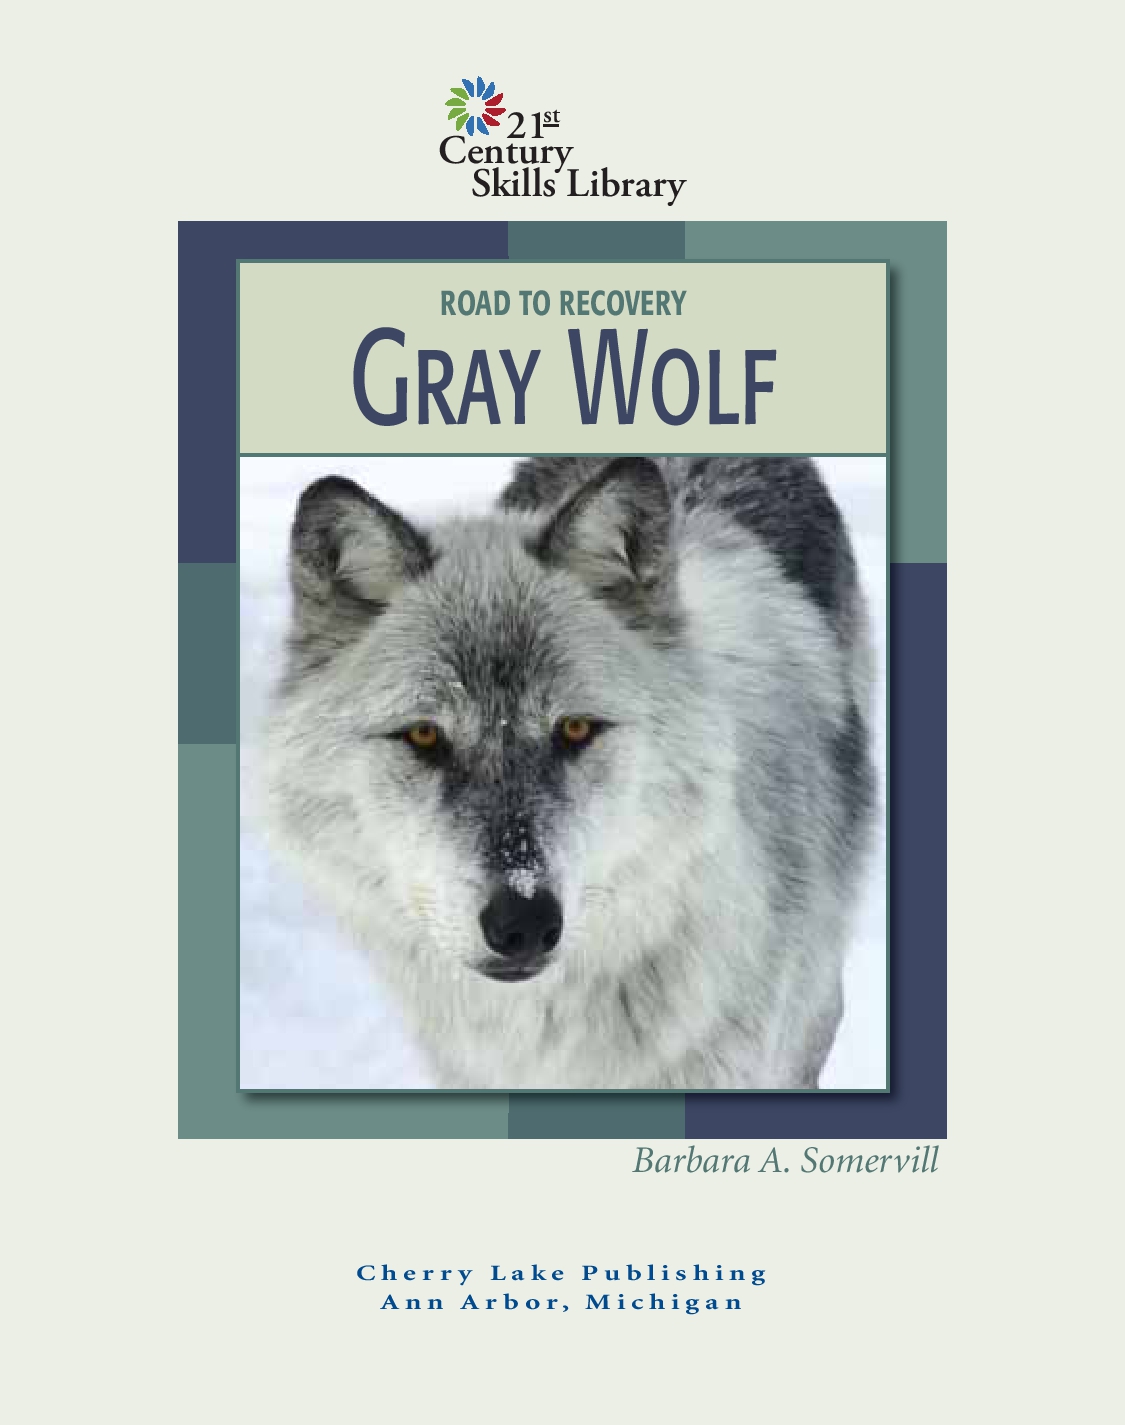 21st
Century
Skills Library
ROAD TO RECOVERY
GRAY WOLF
Barbara A. Somervill
Cherry Lake Publishing
Ann Arbor, Michigan